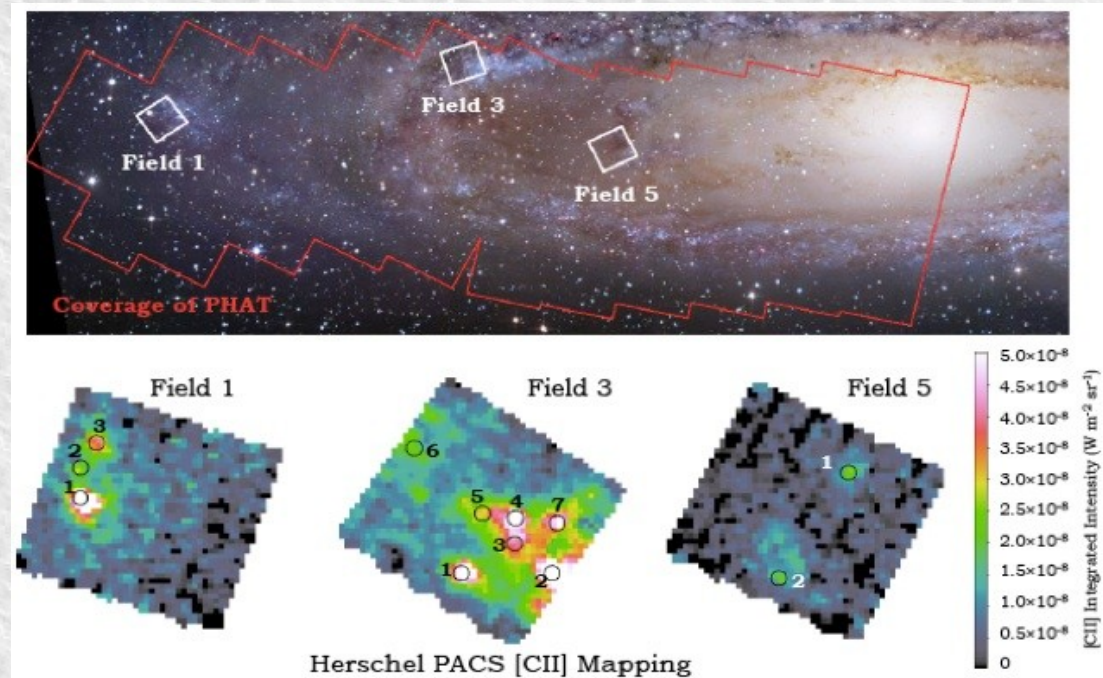 Field 3
Field 1
Field 5
Coverage of PHAT
Field 1
Field 3
Field 5
3
2
1
6
5
4
7
3
1
2
1
2
5.0×10⁻⁸
4.5×10⁻⁸
4.0×10⁻⁸
3.5×10⁻⁸
3.0×10⁻⁸
2.5×10⁻⁸
2.0×10⁻⁸
1.5×10⁻⁸
1.0×10⁻⁸
0.5×10⁻⁸
0
[CII] Integrated Intensity (W m⁻² sr⁻¹)
Herschel PACS [CII] Mapping